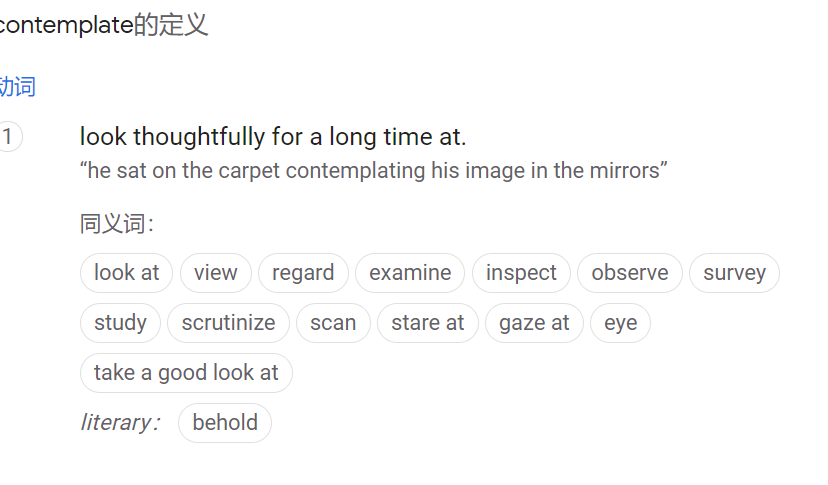 contemplate的定义
动词
1 look thoughtfully for a long time at.
“he sat on the carpet contemplating his image in the mirrors”
同义词：
look at view regard examine inspect observe survey
study scrutinize scan stare at gaze at eye
take a good look at
literary： behold